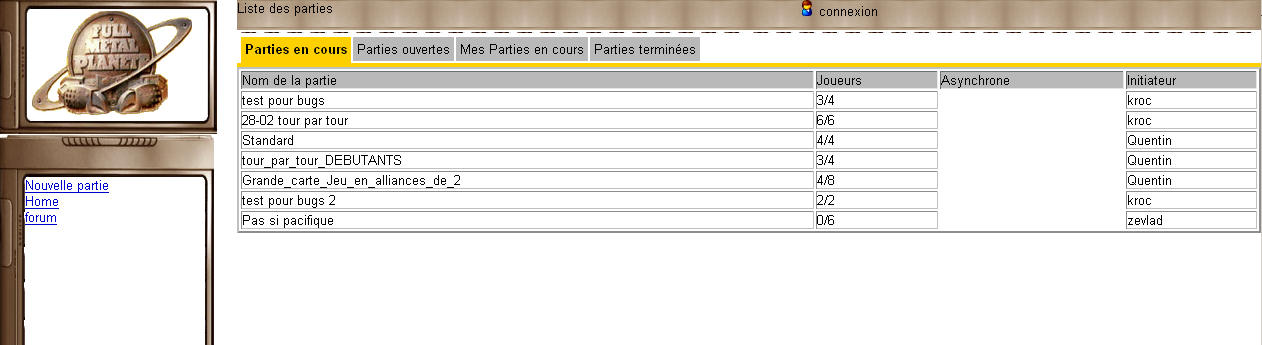 FULL
METAL
PLANETE
Liste des parties
connexion
Parties en cours Parties ouvertes Mes Parties en cours Parties terminées
Nom de la partie Joueurs Asynchrone Initiateur
test pour bugs 3/4 kroc
28-02 tour par tour 6/6 kroc
Standard 4/4 Quentin
tour_par_tour_DEBUTANTS 3/4 Quentin
Grande_carte_Jeu_en_alliances_de_2 4/8 Quentin
test pour bugs 2 2/2 kroc
Pas si pacifique 0/6 zevlad
Nouvelle partie
Home
forum